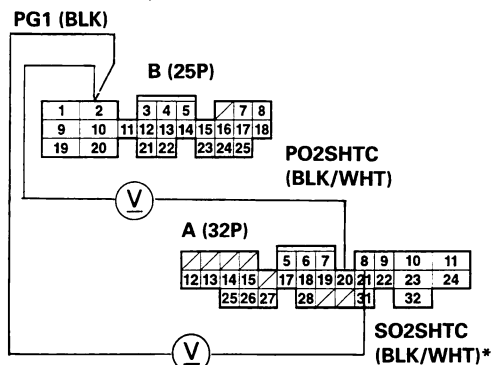 PG1 (BLK)
B (25P)
1 2 3 4 5 7 8
9 10 11 12 13 14 15 16 17 18
19 20 21 22 23 24 25
PO2SHTC
(BLK/WHT)
V
A (32P)
5 6 7 8 9 10 11
12 13 14 15 17 18 19 20 21 22 23 24
25 26 27 28 31 32
SO2SHTC
(BLK/WHT)*
V